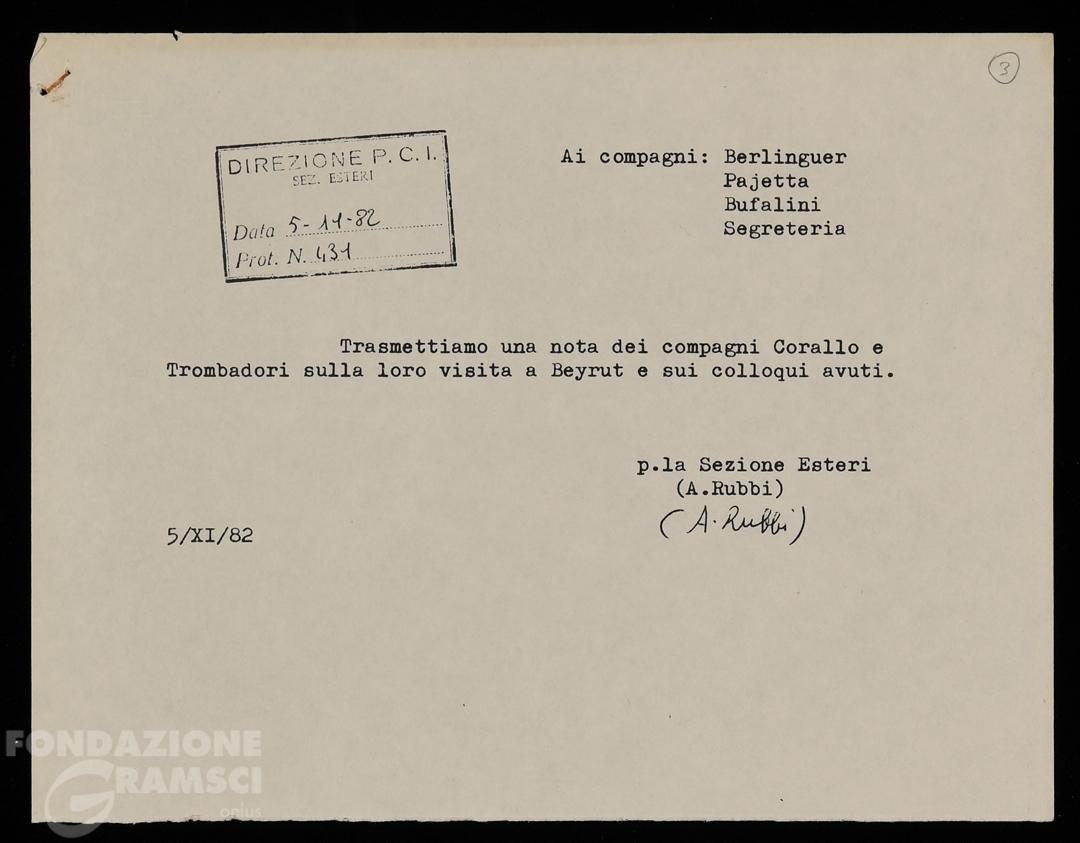 3
DIREZIONE P. C. I.
SEZ. ESTERI
Data 5-11-82
Prot. N. 431
Ai compagni: Berlinguer
Pajetta
Bufalini
Segreteria
Trasmettiamo una nota dei compagni Corallo e
Trombadori sulla loro visita a Beyrut e sui colloqui avuti.
p.la Sezione Esteri
(A.Rubbi)
(A. Rubbi)
5/XI/82
FONDAZIONE
GRAMSCI
onlus